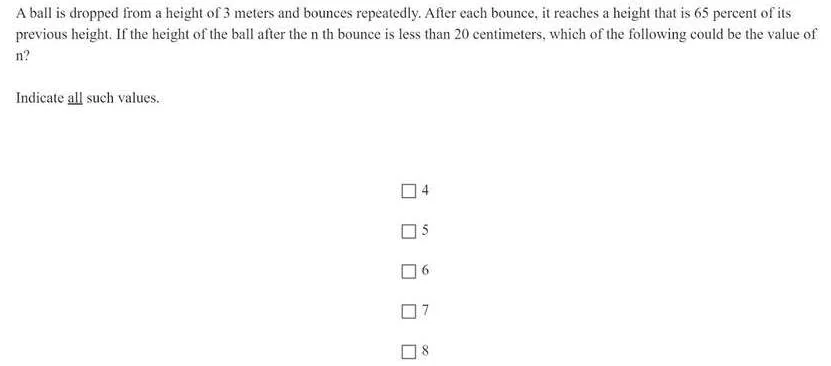 A ball is dropped from a height of 3 meters and bounces repeatedly. After each bounce, it reaches a height that is 65 percent of its
previous height. If the height of the ball after the n th bounce is less than 20 centimeters, which of the following could be the value of
n?
Indicate all such values.
4
5
6
7
8